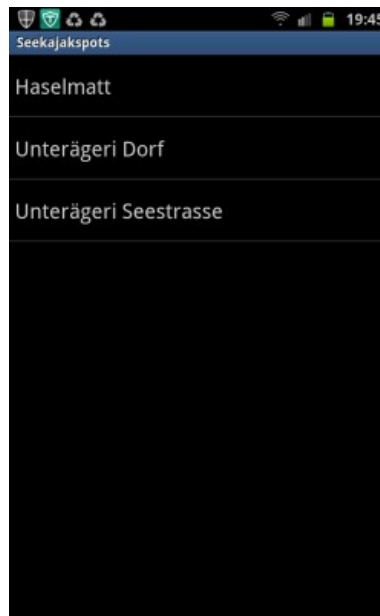 19:45
Seekajakspots
Haselmatt
Unterägeri Dorf
Unterägeri Seestrasse